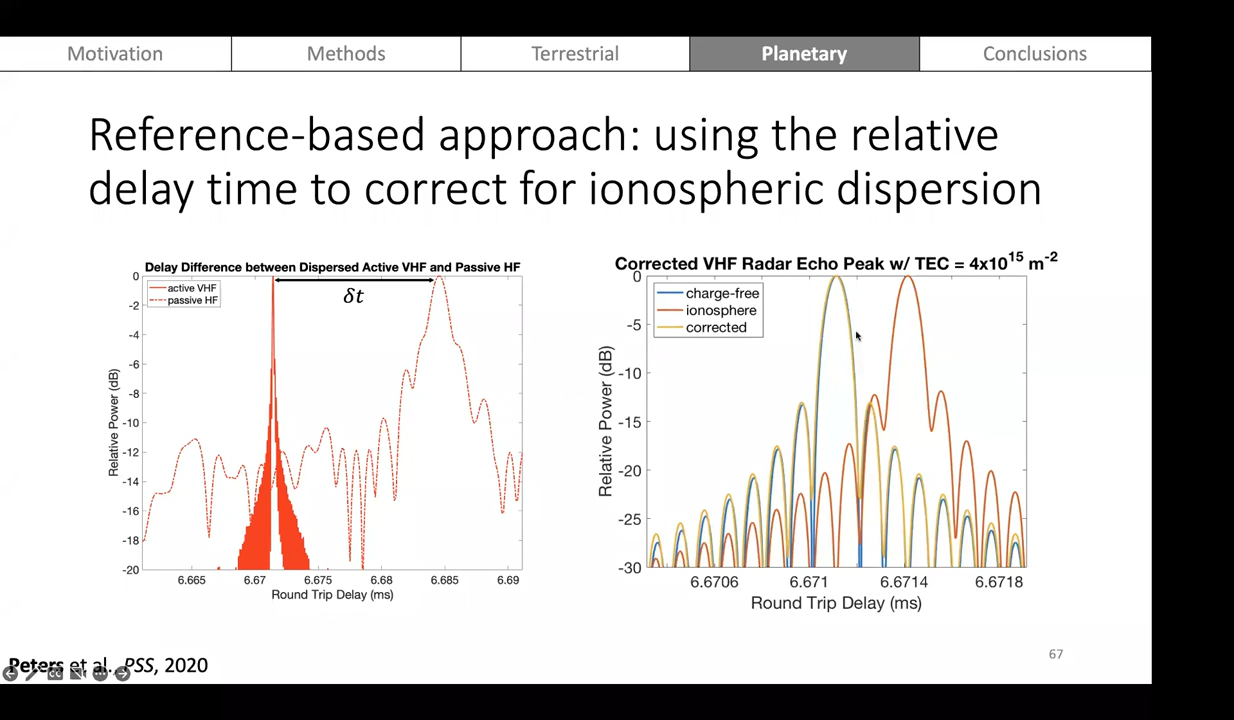 Motivation
Methods
Terrestrial
Planetary
Conclusions
Reference-based approach: using the relative
delay time to correct for ionospheric dispersion
Delay Difference between Dispersed Active VHF and Passive HF
active VHF
passive HF
δt
0
-2
-4
-6
-8
-10
-12
-14
-16
-18
-20
Relative Power (dB)
6.665
6.67
6.675
6.68
6.685
6.69
Round Trip Delay (ms)
Corrected VHF Radar Echo Peak w/ TEC = 4x10¹⁵ m⁻²
charge-free
ionosphere
corrected
0
-5
-10
-15
-20
-25
-30
Relative Power (dB)
6.6706
6.671
6.6714
6.6718
Round Trip Delay (ms)
Peters et al., PSS, 2020
67